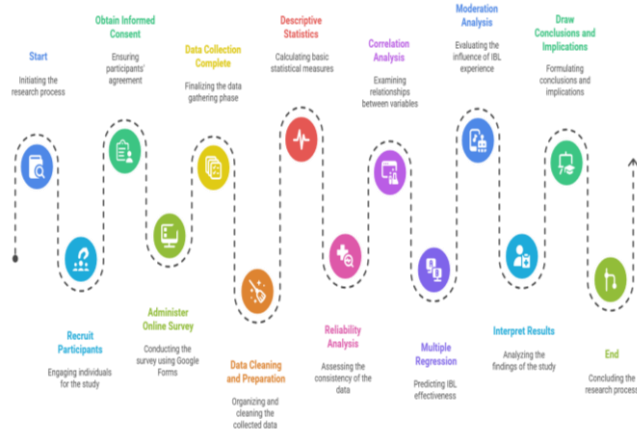 Start
Initiating the
research process
Recruit
Participants
Engaging individuals
for the study
Obtain Informed
Consent
Ensuring
participants'
agreement
Administer
Online Survey
Conducting the
survey using Google
Forms
Data Collection
Complete
Finalizing the data
gathering phase
Data Cleaning
and Preparation
Organizing and
cleaning the
collected data
Descriptive
Statistics
Calculating basic
statistical measures
Reliability
Analysis
Assessing the
consistency of the
data
Correlation
Analysis
Examining
relationships
between variables
Multiple
Regression
Predicting IBL
effectiveness
Moderation
Analysis
Evaluating the
influence of IBL
experience
Interpret Results
Analyzing the
findings of the study
Draw
Conclusions and
Implications
Formulating
conclusions and
implications
End
Concluding the
research process